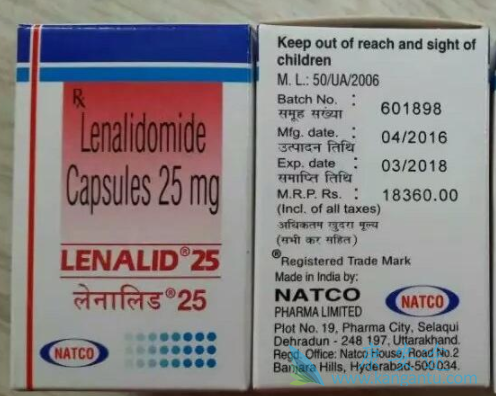 ℞
Lenalidomide
Capsules 25 mg
LENALID® 25
लेनालिड® 25
NATCO
Keep out of reach and sight of
children
M. L.: 50/UA/2006
Batch No. : 601898
समूह संख्या
Mfg. date. : 04/2016
उत्पादन तिथि
Exp. date : 03/2018
समाप्ति तिथि
M.R.P. Rs. : 18360.00
(Incl. of all taxes)
अधिकतम खुदरा मूल्य
(सभी कर सहित)
®Registered Trade Mark
Made in India by:
NATCO
PHARMA LIMITED
NATCO
Plot No. 19, Pharma City, Selaqui
Dehradun - 248 197, Uttarakhand.
Regd. Office: Natco House, Road No.2
Banjara Hills, Hyderabad-500 034.